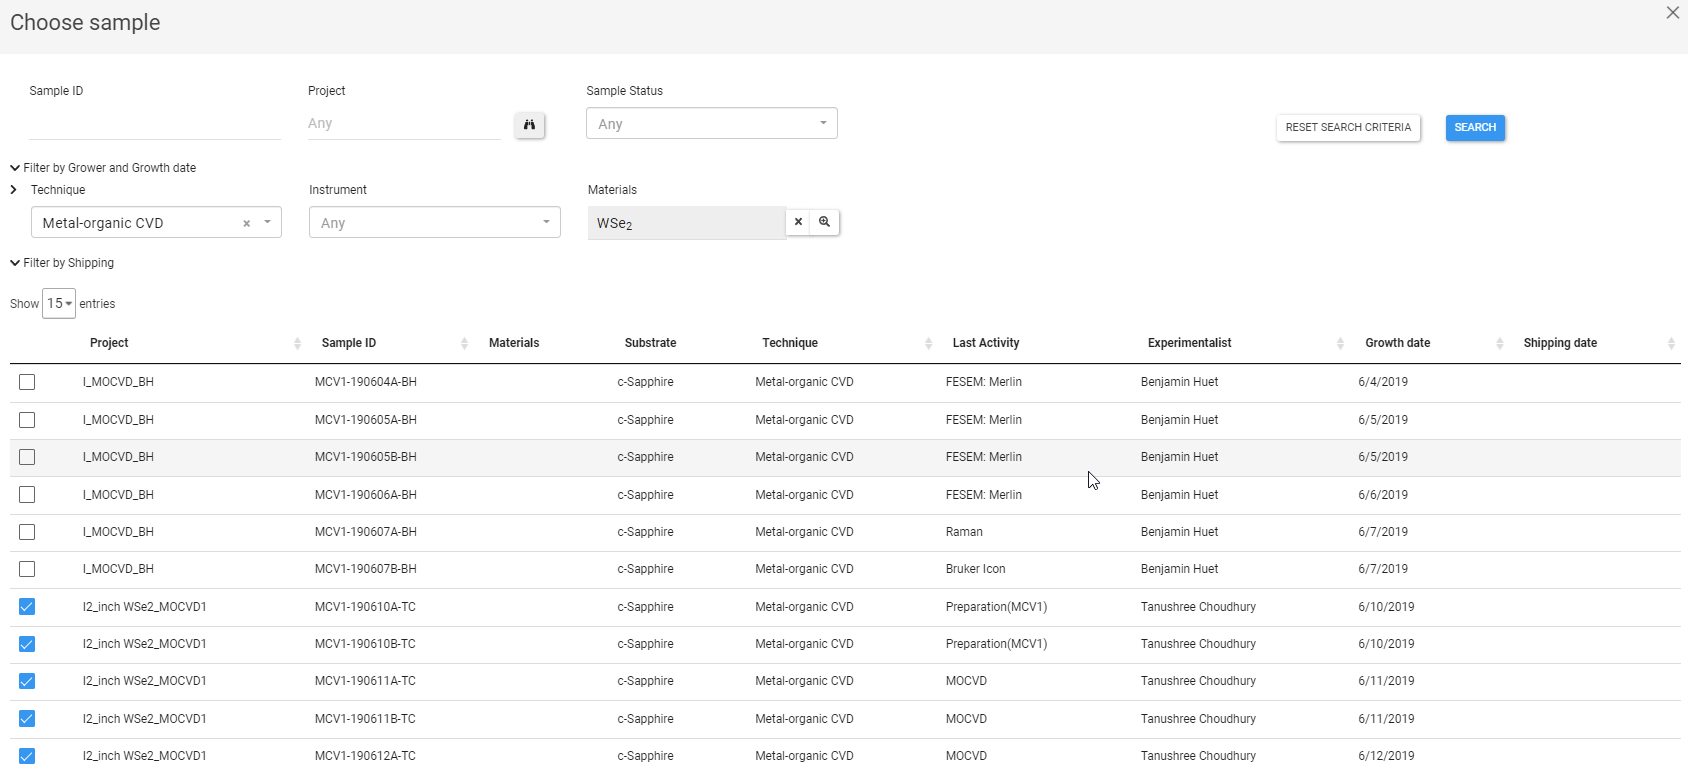 Choose sample
Sample ID Project Sample Status
Any Any RESET SEARCH CRITERIA SEARCH
Filter by Grower and Growth date
Technique Instrument Materials
Metal-organic CVD × Any WSe₂
Filter by Shipping
Show 15 entries
Project Sample ID Materials Substrate Technique Last Activity Experimentalist Growth date Shipping date
I_MOCVD_BH MCV1-190604A-BH c-Sapphire Metal-organic CVD FESEM: Merlin Benjamin Huet 6/4/2019
I_MOCVD_BH MCV1-190605A-BH c-Sapphire Metal-organic CVD FESEM: Merlin Benjamin Huet 6/5/2019
I_MOCVD_BH MCV1-190605B-BH c-Sapphire Metal-organic CVD FESEM: Merlin Benjamin Huet 6/5/2019
I_MOCVD_BH MCV1-190606A-BH c-Sapphire Metal-organic CVD FESEM: Merlin Benjamin Huet 6/6/2019
I_MOCVD_BH MCV1-190607A-BH c-Sapphire Metal-organic CVD Raman Benjamin Huet 6/7/2019
I_MOCVD_BH MCV1-190607B-BH c-Sapphire Metal-organic CVD Bruker Icon Benjamin Huet 6/7/2019
I2_inch WSe2_MOCVD1 MCV1-190610A-TC c-Sapphire Metal-organic CVD Preparation(MCV1) Tanushree Choudhury 6/10/2019
I2_inch WSe2_MOCVD1 MCV1-190610B-TC c-Sapphire Metal-organic CVD Preparation(MCV1) Tanushree Choudhury 6/10/2019
I2_inch WSe2_MOCVD1 MCV1-190611A-TC c-Sapphire Metal-organic CVD MOCVD Tanushree Choudhury 6/11/2019
I2_inch WSe2_MOCVD1 MCV1-190611B-TC c-Sapphire Metal-organic CVD MOCVD Tanushree Choudhury 6/11/2019
I2_inch WSe2_MOCVD1 MCV1-190612A-TC c-Sapphire Metal-organic CVD MOCVD Tanushree Choudhury 6/12/2019